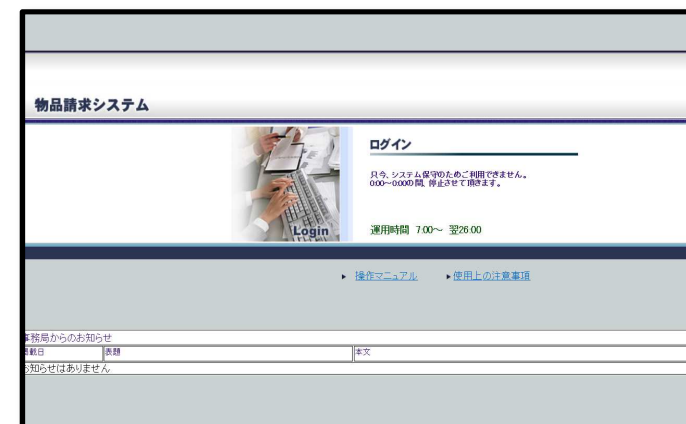 物品請求システム
ログイン
只今、システム保守のためご利用できません。
0:00～0:00の間、停止させて頂きます。
Login
運用時間 7:00～ 翌26:00
操作マニュアル
使用上の注意事項
事務局からのお知らせ
掲載日 表題 本文
お知らせはありません